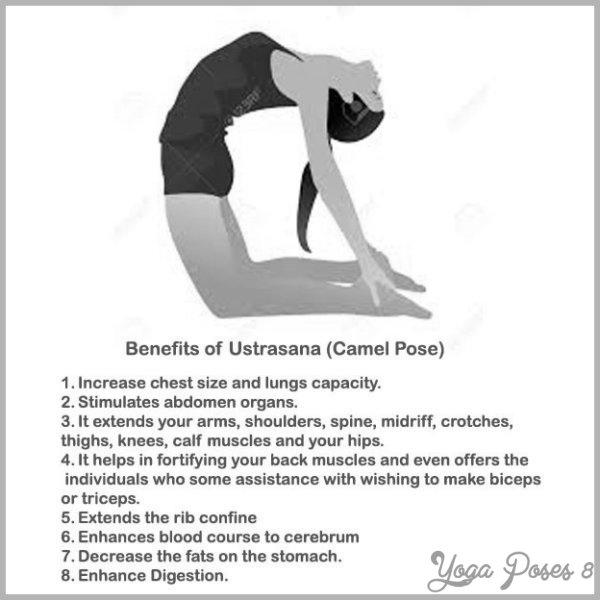 Benefits of Ustrasana (Camel Pose)
1. Increase chest size and lungs capacity.
2. Stimulates abdomen organs.
3. It extends your arms, shoulders, spine, midriff, crotches,
thighs, knees, calf muscles and your hips.
4. It helps in fortifying your back muscles and even offers the
individuals who some assistance with wishing to make biceps
or triceps.
5. Extends the rib confine
6. Enhances blood course to cerebrum
7. Decrease the fats on the stomach.
8. Enhance Digestion.
Yoga Poses 8